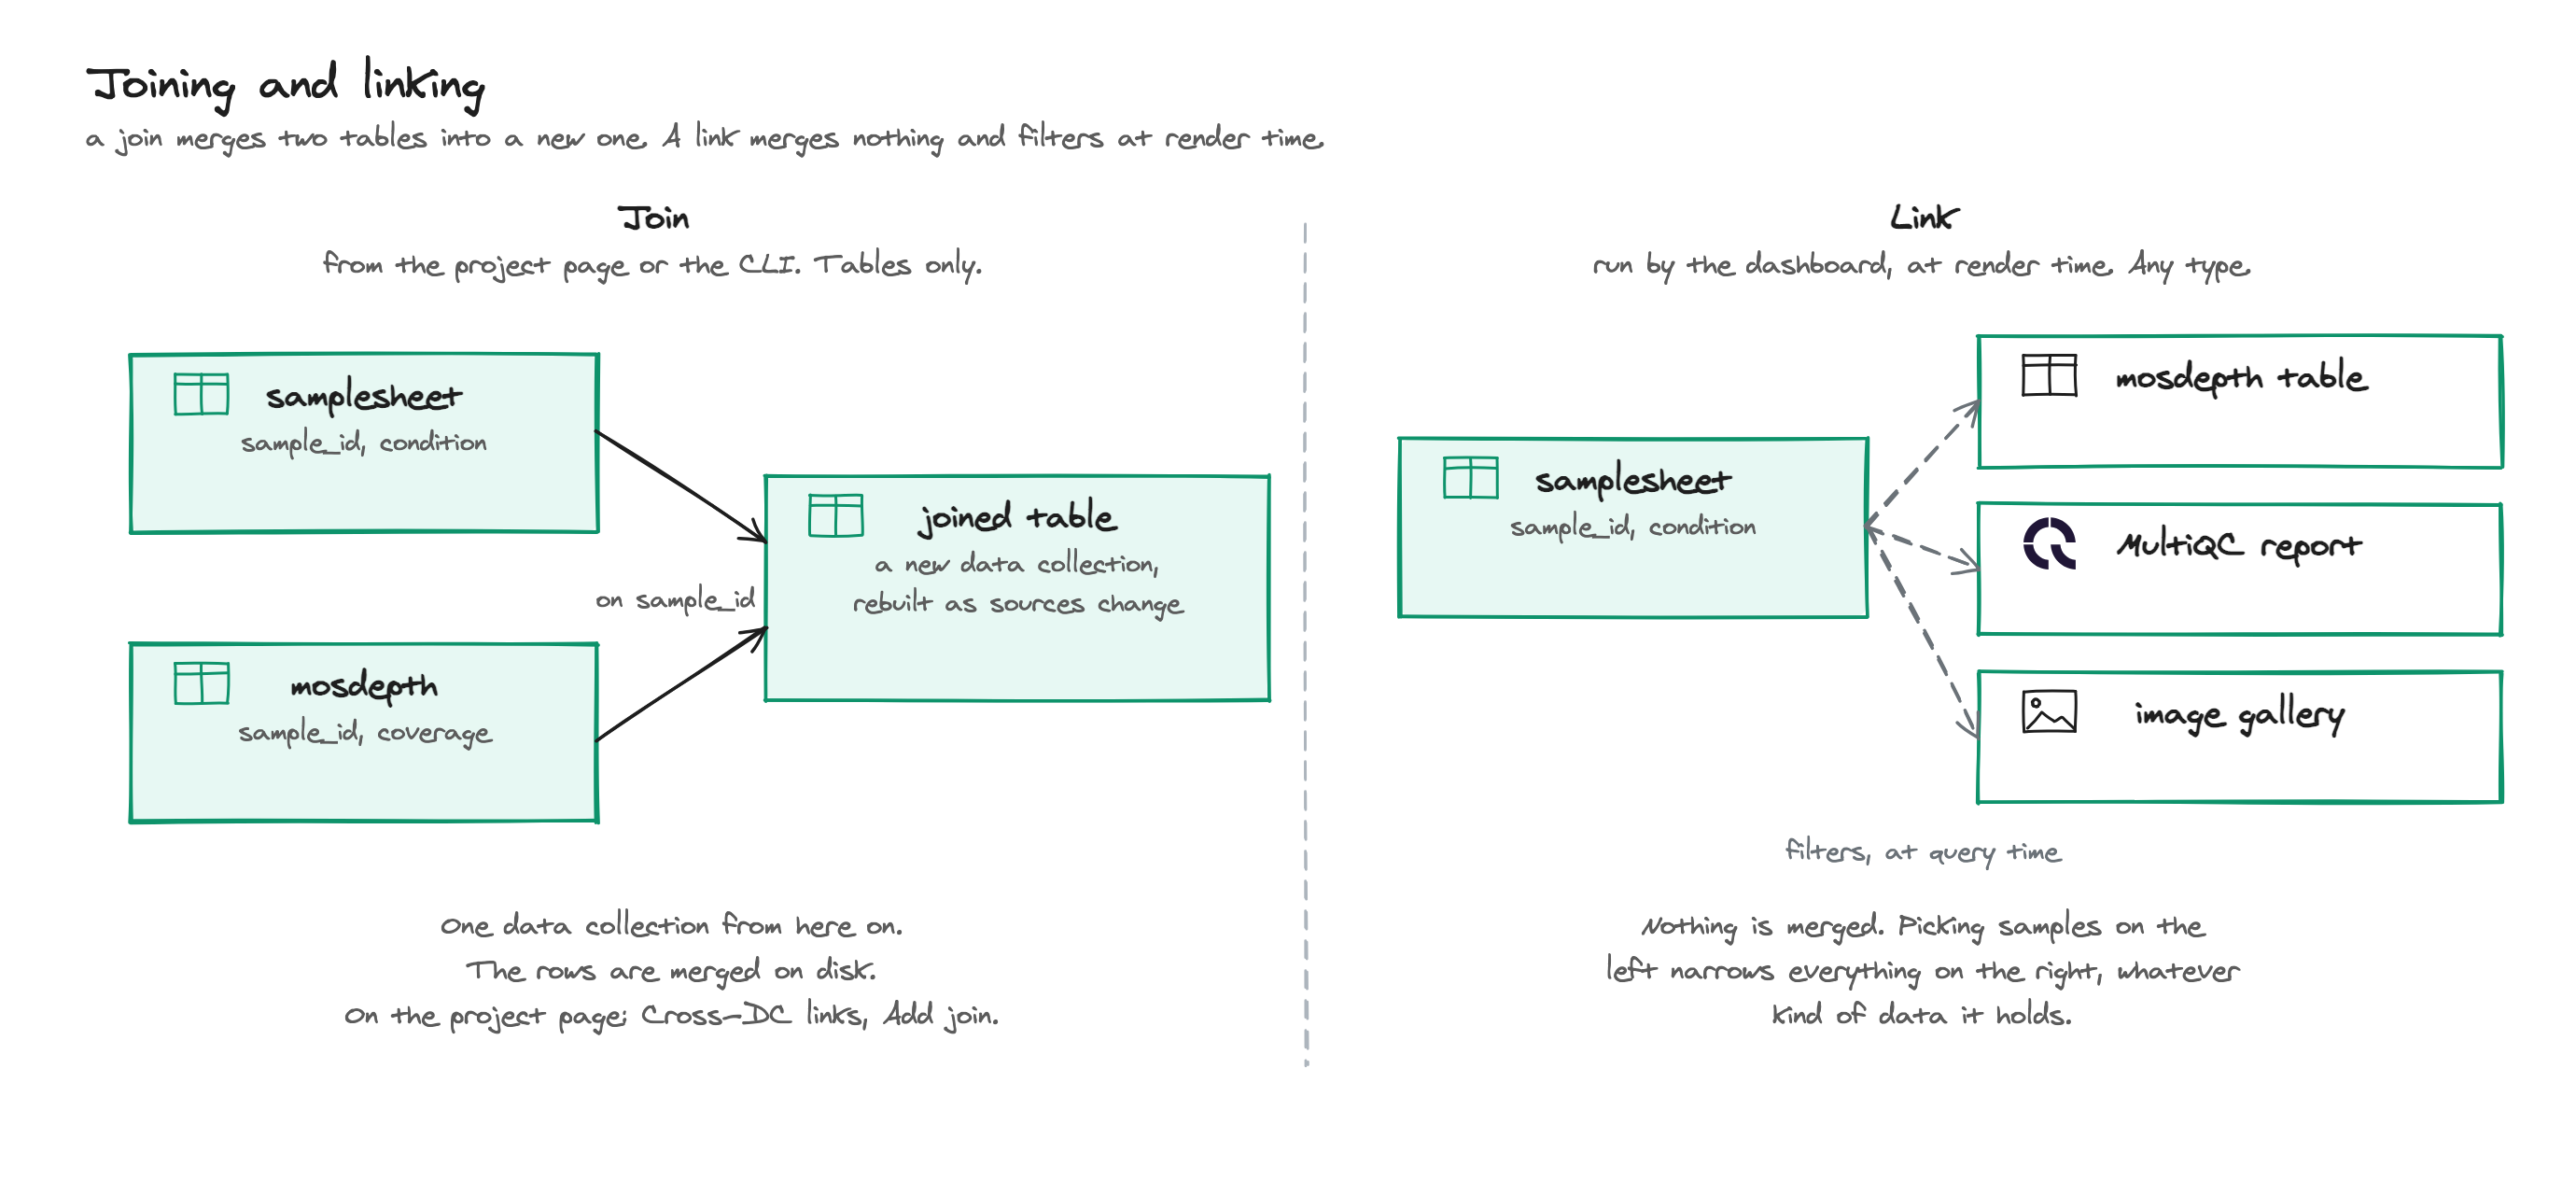 Joining and linking
a join merges two tables into a new one. A link merges nothing and filters at render time.
Join
from the project page or the CLI. Tables only.
samplesheet
sample_id, condition
mosdepth
sample_id, coverage
on sample_id
joined table
a new data collection,
rebuilt as sources change
One data collection from here on.
The rows are merged on disk.
On the project page: Cross-DC links, Add join.
Link
run by the dashboard, at render time. Any type.
samplesheet
sample_id, condition
mosdepth table
MultiQC report
image gallery
filters, at query time
Nothing is merged. Picking samples on the
left narrows everything on the right, whatever
kind of data it holds.